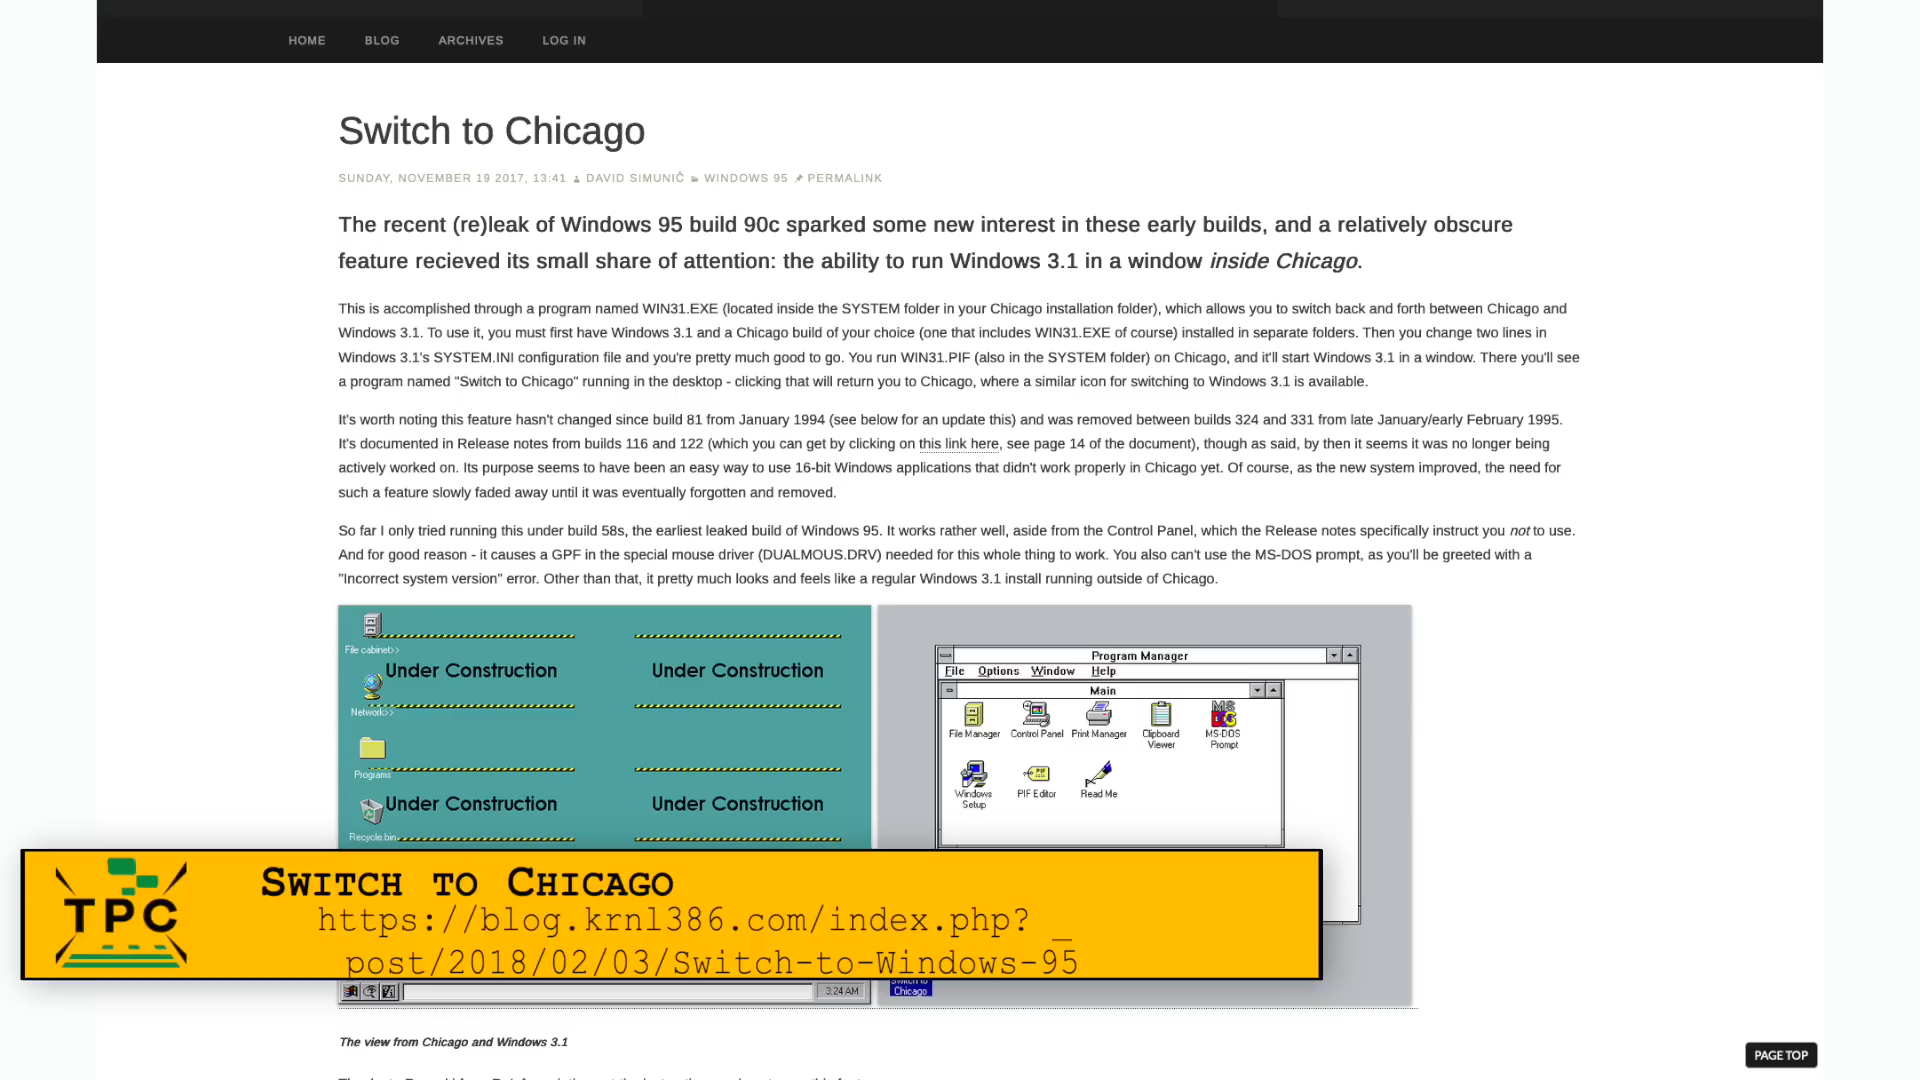 HOME BLOG ARCHIVES LOG IN
Switch to Chicago
SUNDAY, NOVEMBER 19 2017, 13:41 DAVID SIMUNIČ WINDOWS 95 PERMALINK
The recent (re)leak of Windows 95 build 90c sparked some new interest in these early builds, and a relatively obscure
feature recieved its small share of attention: the ability to run Windows 3.1 in a window inside Chicago.
This is accomplished through a program named WIN31.EXE (located inside the SYSTEM folder in your Chicago installation folder), which allows you to switch back and forth between Chicago and
Windows 3.1. To use it, you must first have Windows 3.1 and a Chicago build of your choice (one that includes WIN31.EXE of course) installed in separate folders. Then you change two lines in
Windows 3.1's SYSTEM.INI configuration file and you're pretty much good to go. You run WIN31.PIF (also in the SYSTEM folder) on Chicago, and it'll start Windows 3.1 in a window. There you'll see
a program named "Switch to Chicago" running in the desktop - clicking that will return you to Chicago, where a similar icon for switching to Windows 3.1 is available.
It's worth noting this feature hasn't changed since build 81 from January 1994 (see below for an update this) and was removed between builds 324 and 331 from late January/early February 1995.
It's documented in Release notes from builds 116 and 122 (which you can get by clicking on this link here, see page 14 of the document), though as said, by then it seems it was no longer being
actively worked on. Its purpose seems to have been an easy way to use 16-bit Windows applications that didn't work properly in Chicago yet. Of course, as the new system improved, the need for
such a feature slowly faded away until it was eventually forgotten and removed.
So far I only tried running this under build 58s, the earliest leaked build of Windows 95. It works rather well, aside from the Control Panel, which the Release notes specifically instruct you not to use.
And for good reason - it causes a GPF in the special mouse driver (DUALMOUS.DRV) needed for this whole thing to work. You also can't use the MS-DOS prompt, as you'll be greeted with a
"Incorrect system version" error. Other than that, it pretty much looks and feels like a regular Windows 3.1 install running outside of Chicago.
File cabinet>>
Under Construction Under Construction
Network>>
Programs
Under Construction Under Construction
Recycle bin
3:24 AM
Program Manager
File Options Window Help
Main
File Manager Control Panel Print Manager Clipboard Viewer MS-DOS Prompt
Windows Setup PIF Editor Read Me
Switch to
Chicago
TPC
SWITCH TO CHICAGO
https://blog.krnl386.com/index.php?
post/2018/02/03/Switch-to-Windows-95
The view from Chicago and Windows 3.1
PAGE TOP